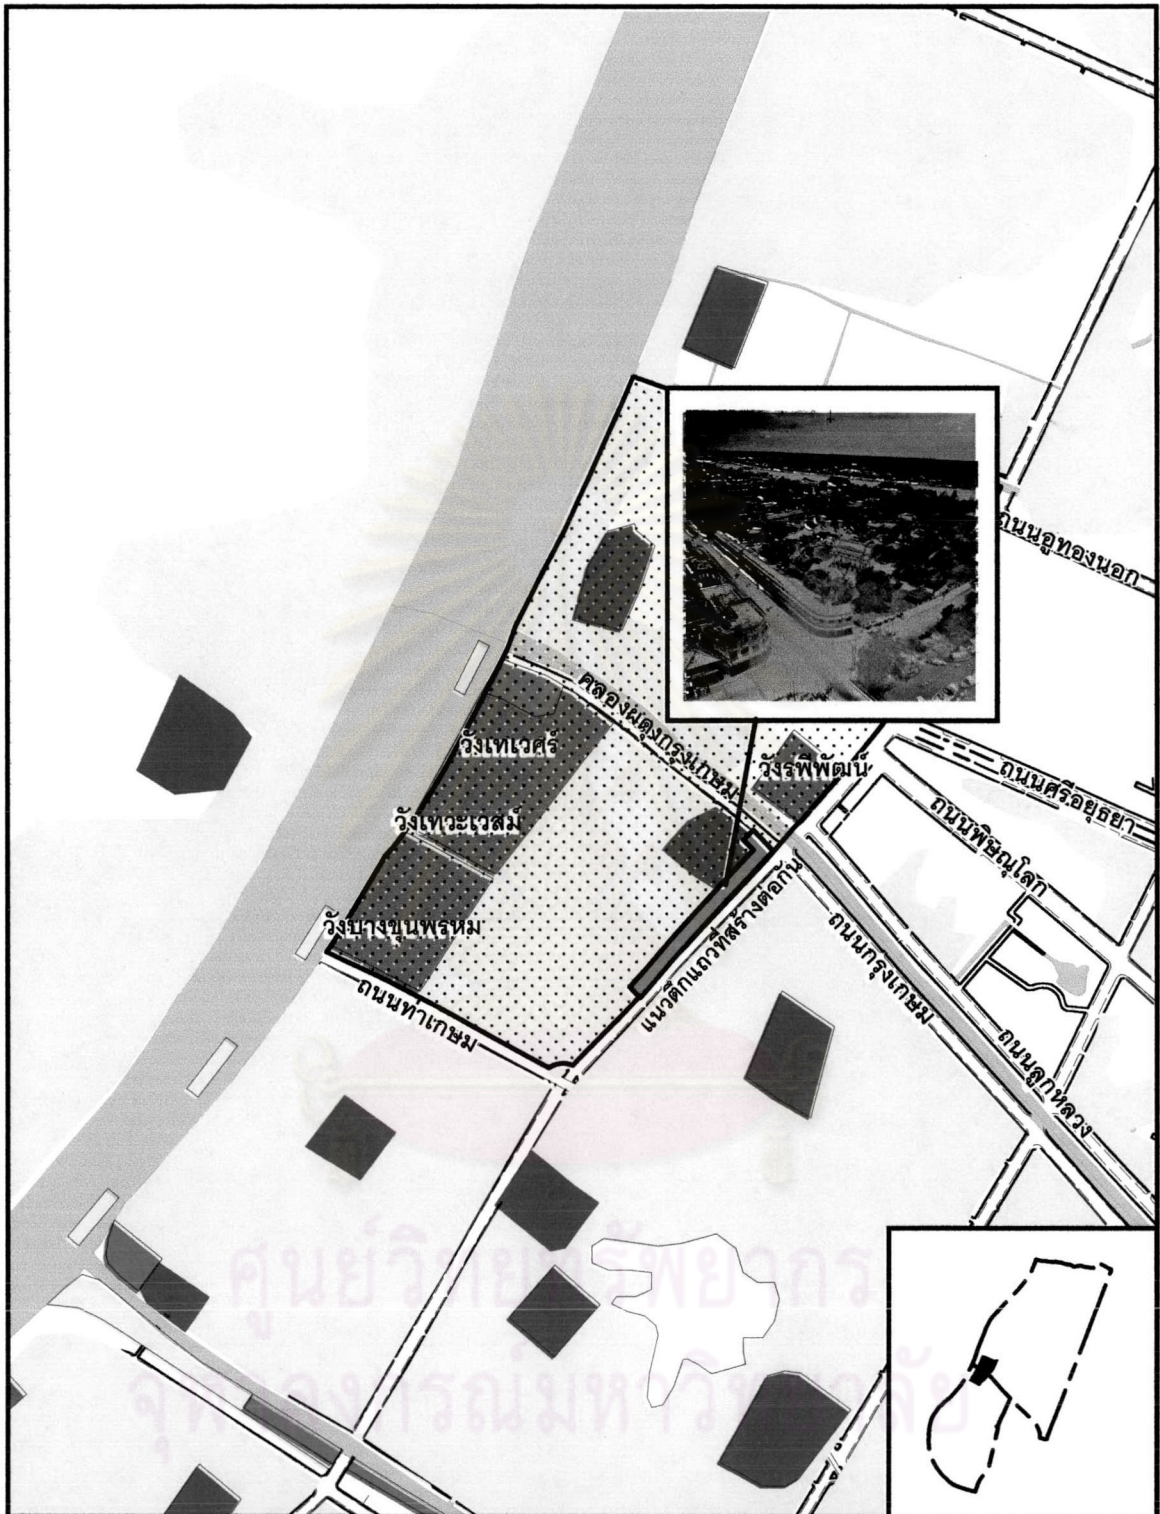 ถนนอู่ทองนอก
คลองผดุงกรุงเกษม
วังเทเวศร์
วังรพีพัฒน์
ถนนศรีอยุธยา
ถนนพิษณุโลก
วังเทวะเวสม์
แนวตึกแถวที่สร้างต่อกัน
วังบางขุนพรหม
ถนนกรุงเกษม
ถนนท่าเกษม
ถนนลูกหลวง
ศูนย์วิทยทรัพยากร
จุฬาลงกรณ์มหาวิทยาลัย